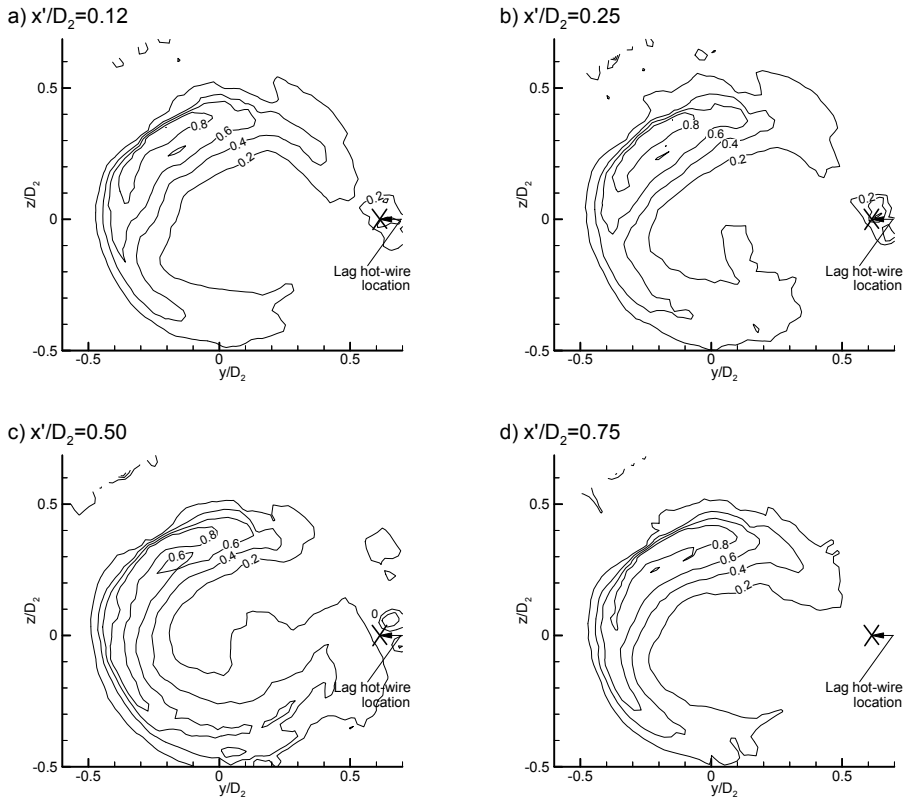 a) x'/D2=0.12
0.5
0
-0.5
z/D2
-0.5
0
0.5
y/D2
0.8
0.6
0.4
0.2
0.2
Lag hot-wire
location
b) x'/D2=0.25
0.5
0
-0.5
z/D2
-0.5
0
0.5
y/D2
0.8
0.6
0.4
0.2
0.2
Lag hot-wire
location
c) x'/D2=0.50
0.5
0
-0.5
z/D2
-0.5
0
0.5
y/D2
0.8
0.6
0.6
0.4
0.2
0
Lag hot-wire
location
d) x'/D2=0.75
0.5
0
-0.5
z/D2
-0.5
0
0.5
y/D2
0.8
0.6
0.4
0.2
Lag hot-wire
location